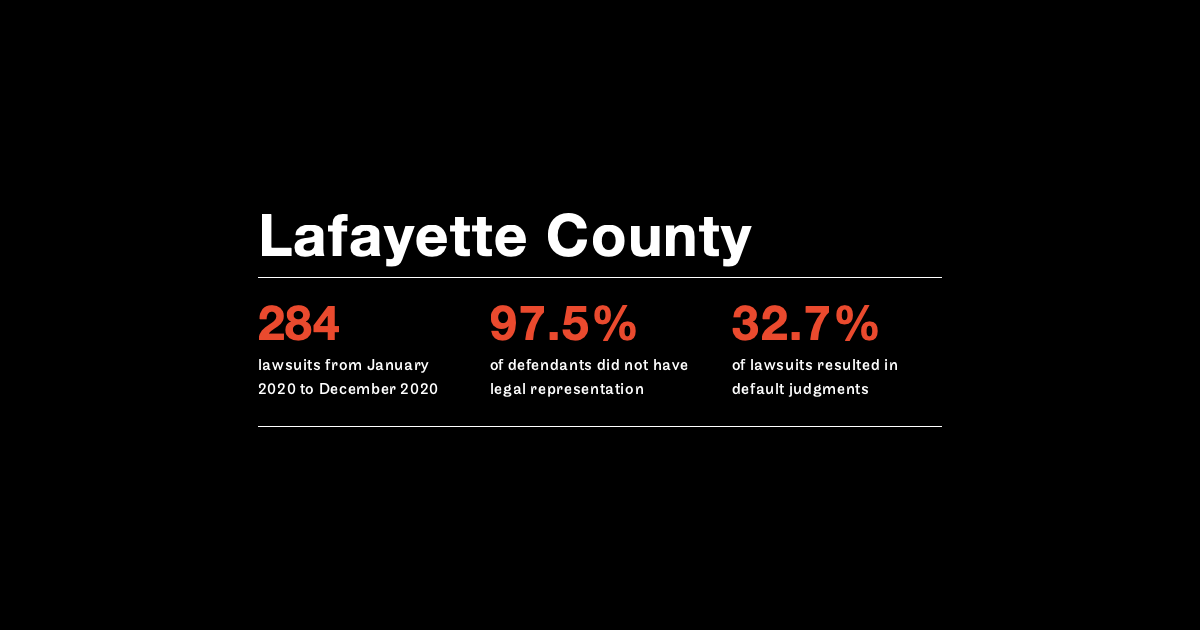 Lafayette County
284
lawsuits from January
2020 to December 2020
97.5%
of defendants did not have
legal representation
32.7%
of lawsuits resulted in
default judgments